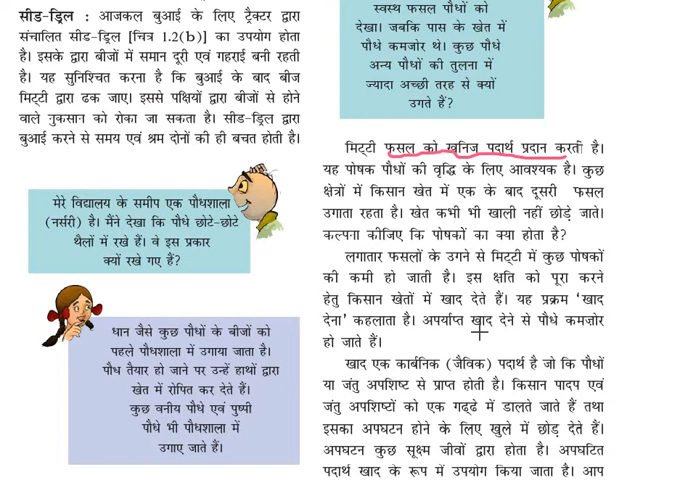 सीड-ड्रिल : आजकल बुआई के लिए ट्रैक्टर द्वारा
संचालित सीड-ड्रिल [चित्र 1.2(b)] का उपयोग होता
है। इसके द्वारा बीजों में समान दूरी एवं गहराई बनी रहती
है। यह सुनिश्चित करना है कि बुआई के बाद बीज
मिट्टी द्वारा ढक जाए। इससे पक्षियों द्वारा बीजों से होने
वाले नुकसान को रोका जा सकता है। सीड-ड्रिल द्वारा
बुआई करने से समय एवं श्रम दोनों की ही बचत होती है।
मेरे विद्यालय के समीप एक पौधशाला
(नर्सरी) है। मैंने देखा कि पौधे छोटे-छोटे
थैलों में रखे हैं। वे इस प्रकार
क्यों रखे गए हैं?
धान जैसे कुछ पौधों के बीजों को
पहले पौधशाला में उगाया जाता है।
पौध तैयार हो जाने पर उन्हें हाथों द्वारा
खेत में रोपित कर देते हैं।
कुछ वनीय पौधे एवं पुष्पी
पौधे भी पौधशाला में
उगाए जाते हैं।
स्वस्थ फसल पौधों को
देखा। जबकि पास के खेत में
पौधे कमजोर थे। कुछ पौधे
अन्य पौधों की तुलना में
ज्यादा अच्छी तरह से क्यों
उगते हैं?
मिट्टी फसल को खनिज पदार्थ प्रदान करती है।
यह पोषक पौधों की वृद्धि के लिए आवश्यक है। कुछ
क्षेत्रों में किसान खेत में एक के बाद दूसरी फसल
उगाता रहता है। खेत कभी भी खाली नहीं छोड़े जाते।
कल्पना कीजिए कि पोषकों का क्या होता है?
लगातार फसलों के उगने से मिट्टी में कुछ पोषकों
की कमी हो जाती है। इस क्षति को पूरा करने
हेतु किसान खेतों में खाद देते हैं। यह प्रक्रम ‘खाद
देना’ कहलाता है। अपर्याप्त खाद देने से पौधे कमज़ोर
हो जाते हैं।
खाद एक कार्बनिक (जैविक) पदार्थ है जो कि पौधों
या जंतु अपशिष्ट से प्राप्त होती है। किसान पादप एवं
जंतु अपशिष्टों को एक गढ्ढे में डालते जाते हैं तथा
इसका अपघटन होने के लिए खुले में छोड़ देते हैं।
अपघटन कुछ सूक्ष्म जीवों द्वारा होता है। अपघटित
पदार्थ खाद के रूप में उपयोग किया जाता है। आप